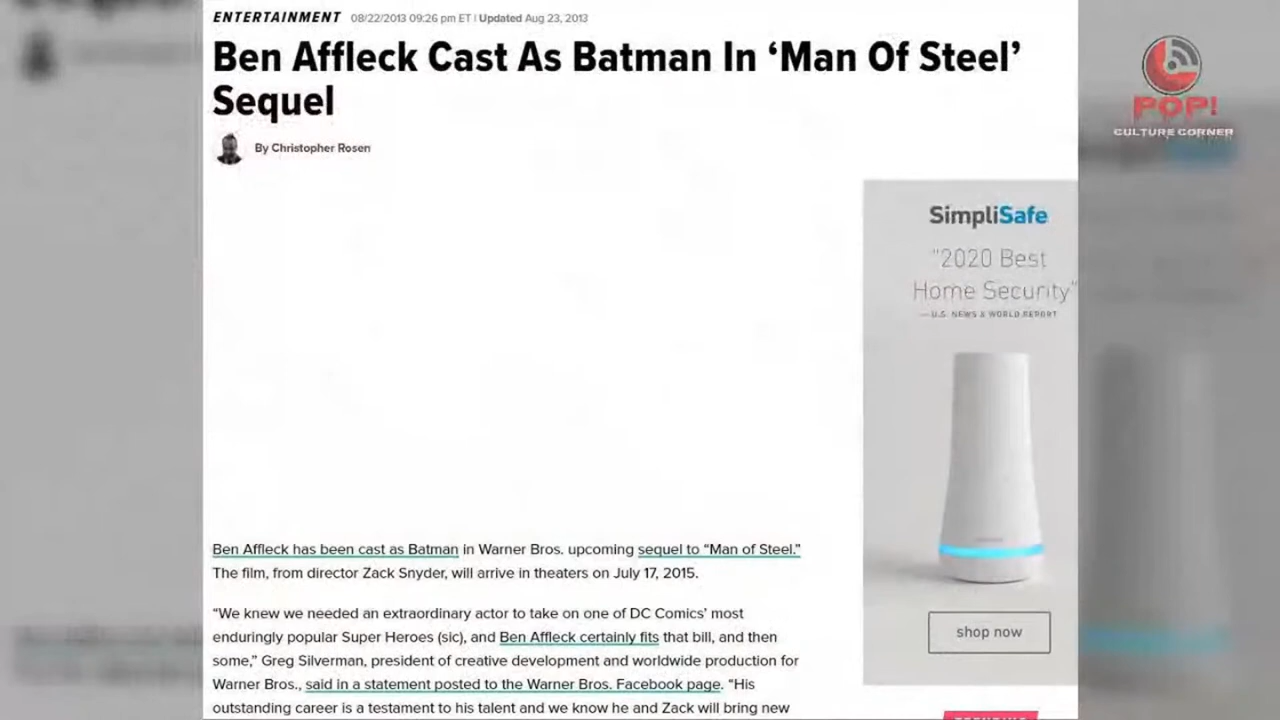 ENTERTAINMENT 08/22/2013 09:26 pm ET | Updated Aug 23, 2013
Ben Affleck Cast As Batman In ‘Man Of Steel’
Sequel
By Christopher Rosen
POP!
CULTURE CORNER
SimpliSafe
"2020 Best
Home Security"
— U.S. NEWS & WORLD REPORT
shop now
Ben Affleck has been cast as Batman in Warner Bros. upcoming sequel to “Man of Steel.”
The film, from director Zack Snyder, will arrive in theaters on July 17, 2015.
“We knew we needed an extraordinary actor to take on one of DC Comics’ most
enduringly popular Super Heroes (sic), and Ben Affleck certainly fits that bill, and then
some,” Greg Silverman, president of creative development and worldwide production for
Warner Bros., said in a statement posted to the Warner Bros. Facebook page. “His
outstanding career is a testament to his talent and we know he and Zack will bring new